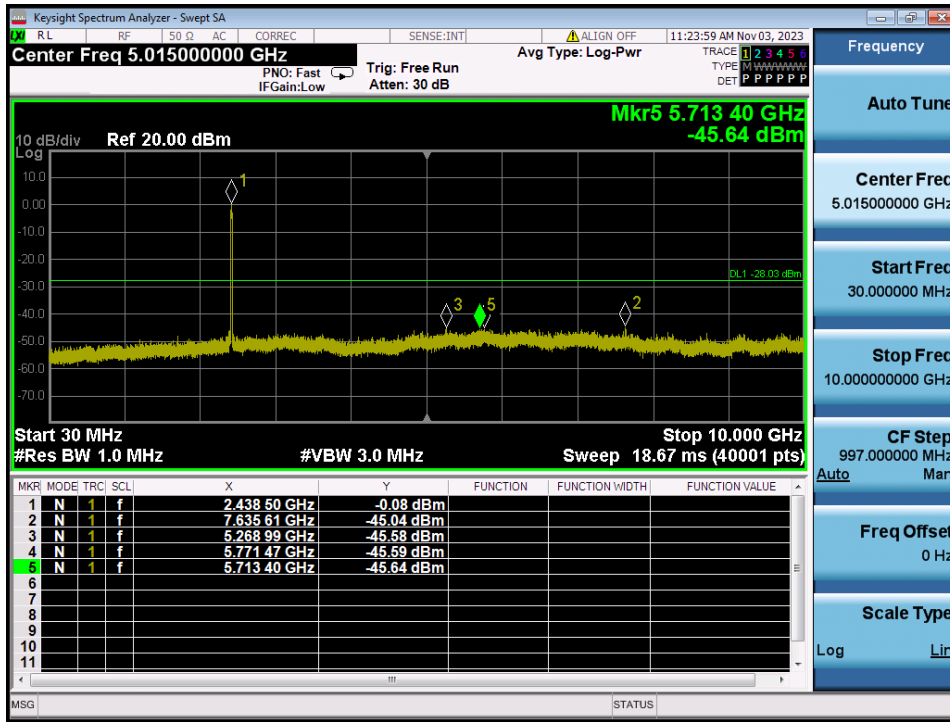 Keysight Spectrum Analyzer - Swept SA
LXI RL RF 50 Ω AC CORREC SENSE:INT ALIGN OFF 11:23:59 AM Nov 03, 2023
Center Freq 5.015000000 GHz
PNO: Fast
IFGain:Low
Trig: Free Run
Atten: 30 dB
Avg Type: Log-Pwr
TRACE 1 2 3 4 5 6
TYPE M WWWWW
DET P P P P P P
Mkr5 5.713 40 GHz
-45.64 dBm
10 dB/div Ref 20.00 dBm
Log
10.0
0.00
-10.0
-20.0
-30.0
-40.0
-50.0
-60.0
-70.0
1
DL1 -28.03 dBm
3
5
2
Start 30 MHz Stop 10.000 GHz
#Res BW 1.0 MHz #VBW 3.0 MHz Sweep 18.67 ms (40001 pts)
MKR MODE TRC SCL X Y FUNCTION FUNCTION WIDTH FUNCTION VALUE
1 N 1 f 2.438 50 GHz -0.08 dBm
2 N 1 f 7.635 61 GHz -45.04 dBm
3 N 1 f 5.268 99 GHz -45.58 dBm
4 N 1 f 5.771 47 GHz -45.59 dBm
5 N 1 f 5.713 40 GHz -45.64 dBm
6
7
8
9
10
11
MSG STATUS
Frequency
Auto Tune
Center Freq
5.015000000 GHz
Start Freq
30.000000 MHz
Stop Freq
10.000000000 GHz
CF Step
997.000000 MHz
Auto Man
Freq Offset
0 Hz
Scale Type
Log Lin